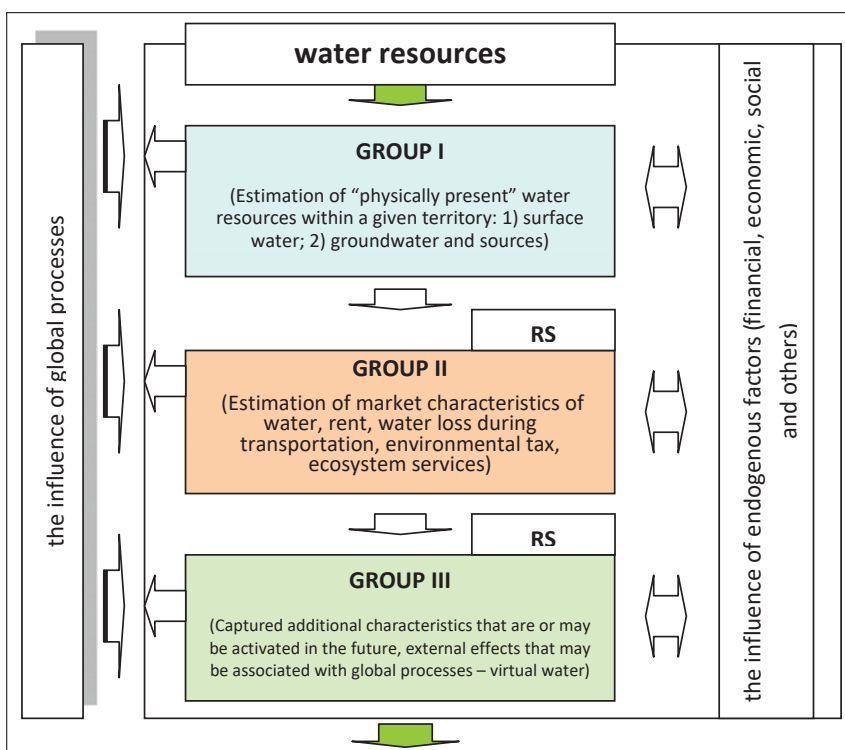 water resources
the influence of global processes
GROUP I
(Estimation of “physically present” water
resources within a given territory: 1) surface
water; 2) groundwater and sources)
RS
GROUP II
(Estimation of market characteristics of
water, rent, water loss during
transportation, environmental tax,
ecosystem services)
RS
GROUP III
(Captured additional characteristics that are or may
be activated in the future, external effects that may
be associated with global processes – virtual water)
the influence of endogenous factors (financial, economic, social
and others)